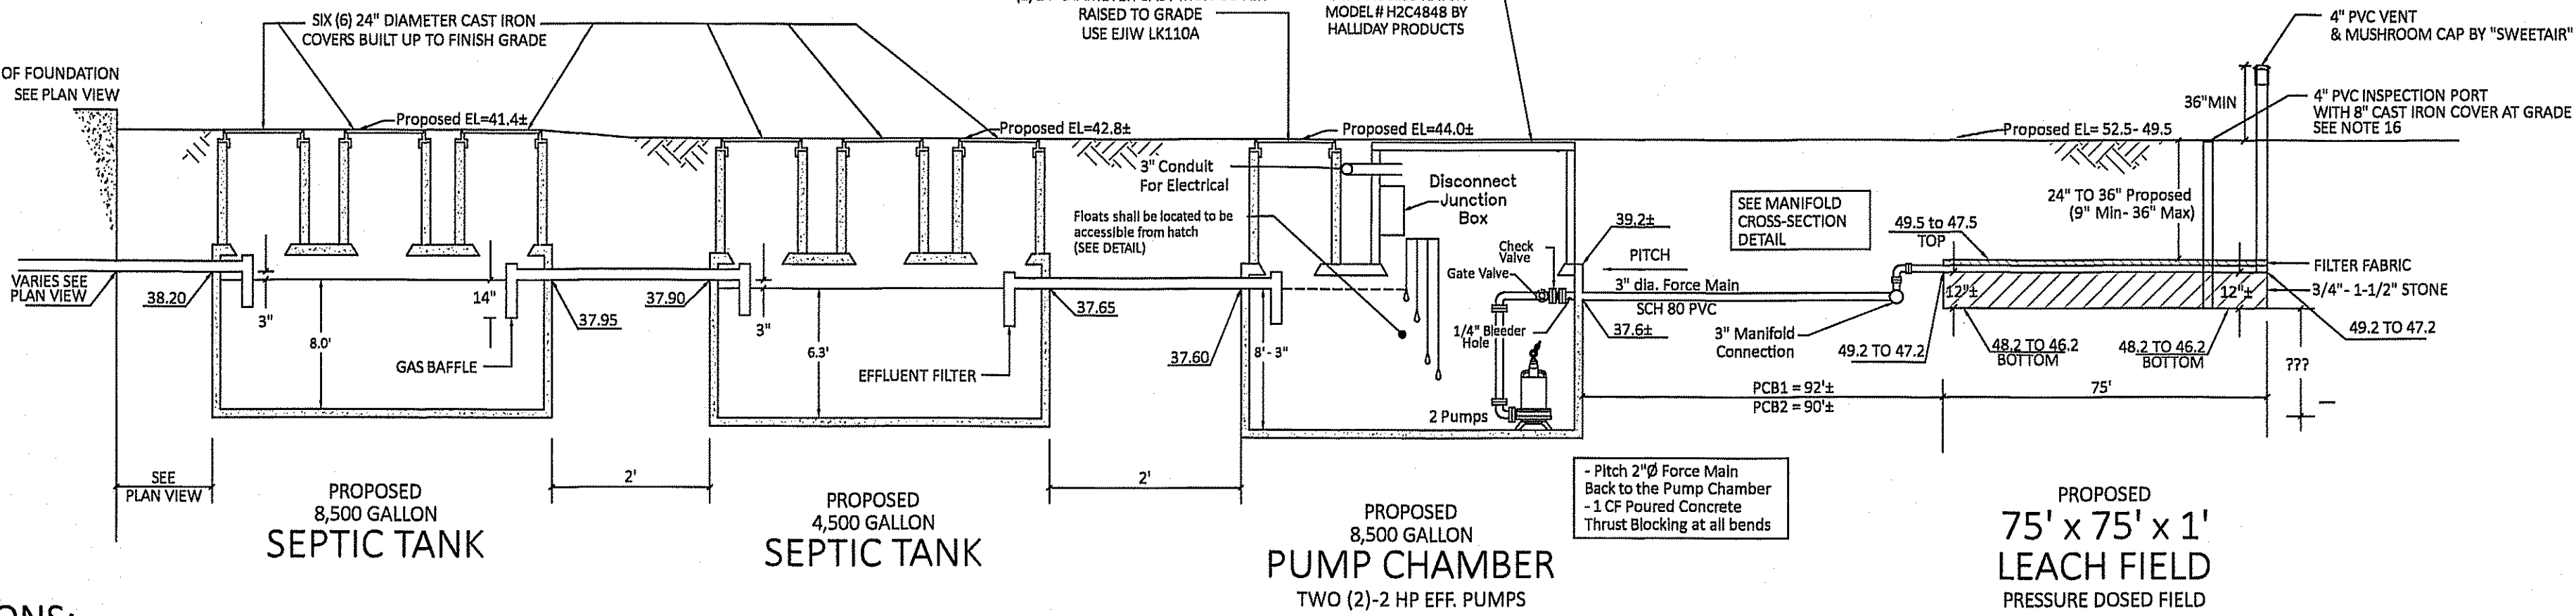 SIX (6) 24" DIAMETER CAST IRON
COVERS BUILT UP TO FINISH GRADE
RAISED TO GRADE
USE EJIW LK110A
MODEL# H2C4848 BY
HALLIDAY PRODUCTS
4" PVC VENT
& MUSHROOM CAP BY "SWEETAIR"
OF FOUNDATION
SEE PLAN VIEW
36"MIN
4" PVC INSPECTION PORT
WITH 8" CAST IRON COVER AT GRADE
SEE NOTE 16
Proposed EL=41.4±
Proposed EL=42.8±
Proposed EL=44.0±
Proposed EL= 52.5- 49.5
3" Conduit
For Electrical
Disconnect
Junction
Box
Floats shall be located to be
accessible from hatch
(SEE DETAIL)
39.2±
PITCH
SEE MANIFOLD
CROSS-SECTION
DETAIL
24" TO 36" Proposed
(9" Min- 36" Max)
49.5 to 47.5
TOP
Check
Valve
Gate Valve
3" dia. Force Main
SCH 80 PVC
1/4" Bleeder
Hole
37.6±
3" Manifold
Connection
FILTER FABRIC
3/4"- 1-1/2" STONE
12"±
12"±
49.2 TO 47.2
49.2 TO 47.2
48.2 TO 46.2
BOTTOM
48.2 TO 46.2
BOTTOM
???
VARIES SEE
PLAN VIEW
38.20
3"
14"
8.0'
GAS BAFFLE
37.95
37.90
3"
6.3'
EFFLUENT FILTER
37.65
37.60
8'- 3"
2 Pumps
PCB1 = 92'±
PCB2 = 90'±
75'
SEE
PLAN VIEW
2'
2'
PROPOSED
8,500 GALLON
SEPTIC TANK
PROPOSED
4,500 GALLON
SEPTIC TANK
PROPOSED
8,500 GALLON
PUMP CHAMBER
TWO (2)-2 HP EFF. PUMPS
- Pitch 2"Ø Force Main
Back to the Pump Chamber
- 1 CF Poured Concrete
Thrust Blocking at all bends
PROPOSED
75' x 75' x 1'
LEACH FIELD
PRESSURE DOSED FIELD